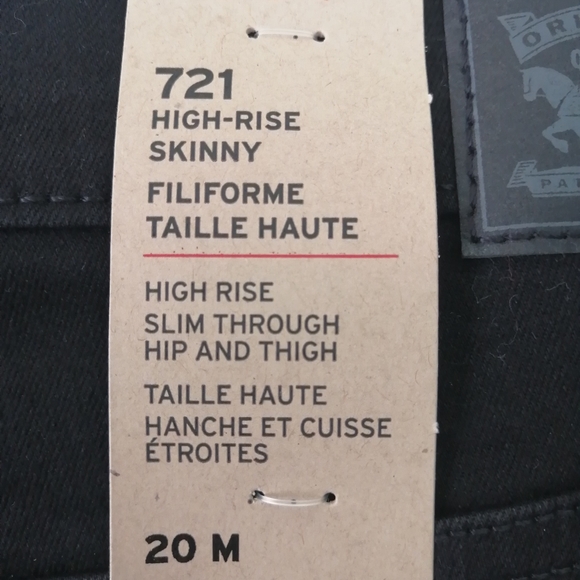 721
HIGH-RISE
SKINNY
FILIFORME
TAILLE HAUTE
HIGH RISE
SLIM THROUGH
HIP AND THIGH
TAILLE HAUTE
HANCHE ET CUISSE
ÉTROITES
20 M